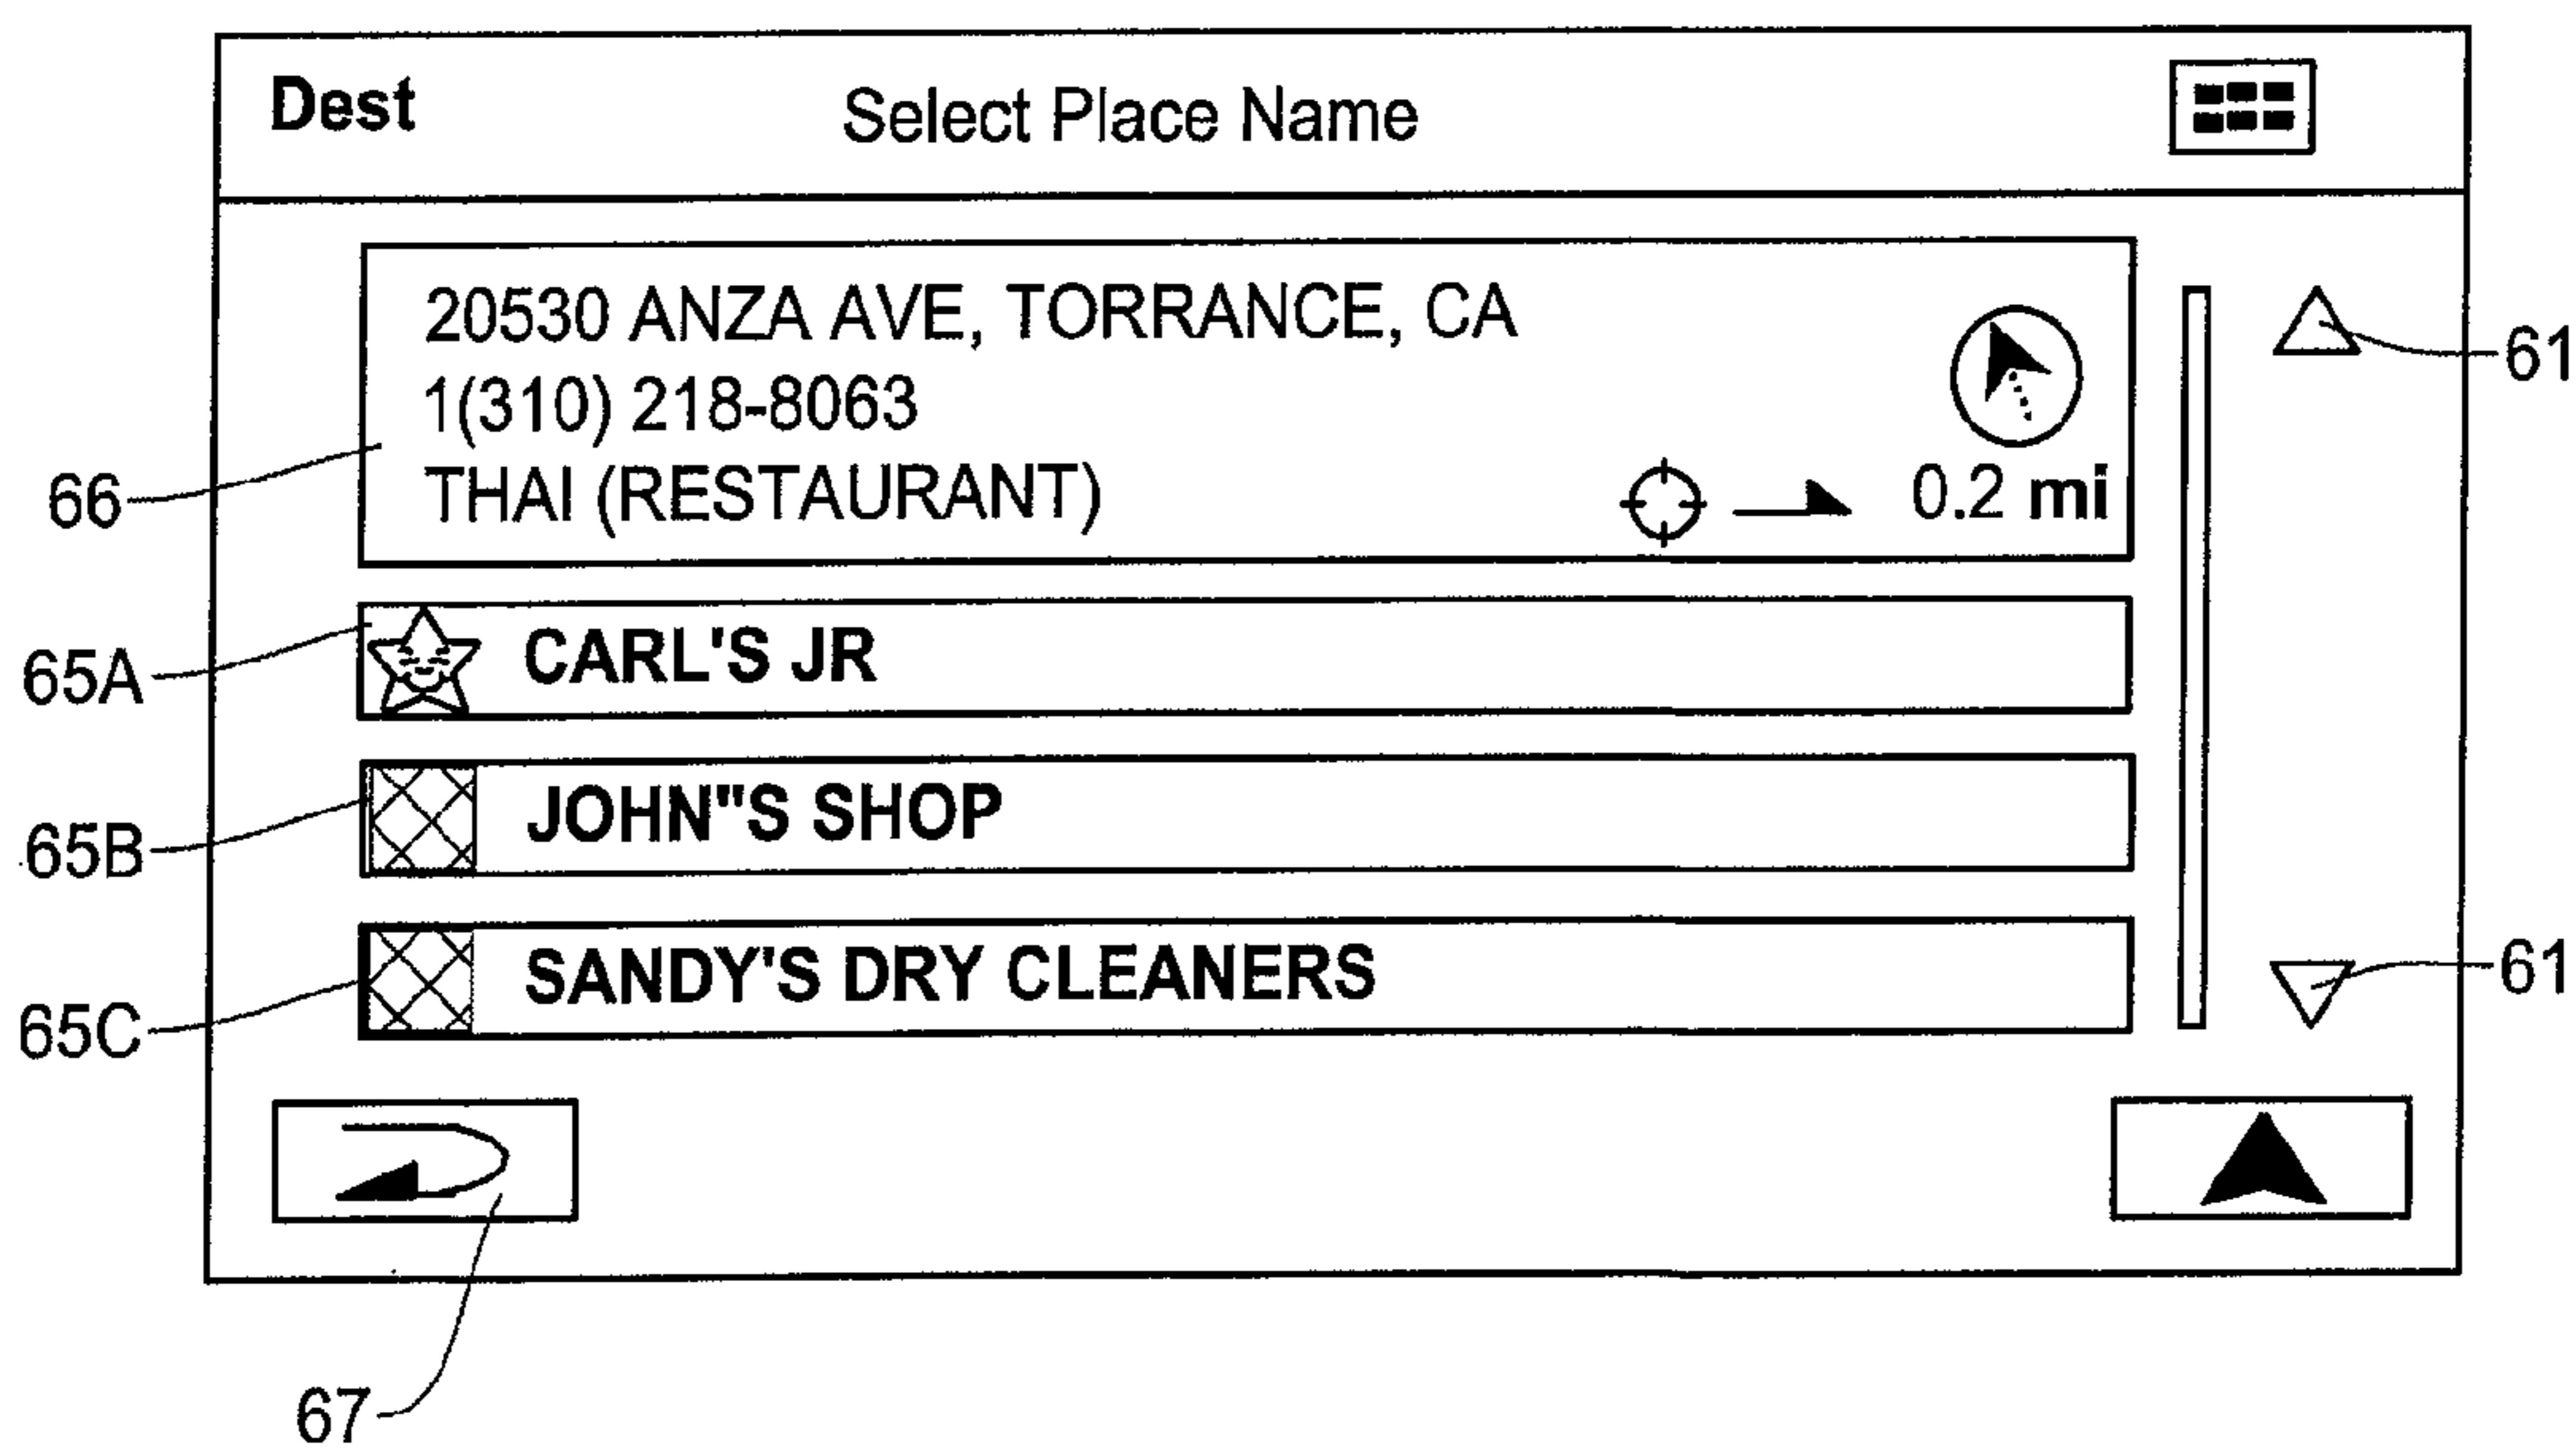 Dest
Select Place Name
20530 ANZA AVE, TORRANCE, CA
61
1(310) 218-8063
66
THAI (RESTAURANT)
0.2 mi
65A
CARL'S JR
65B
JOHN"S SHOP
65C
SANDY'S DRY CLEANERS
61
67